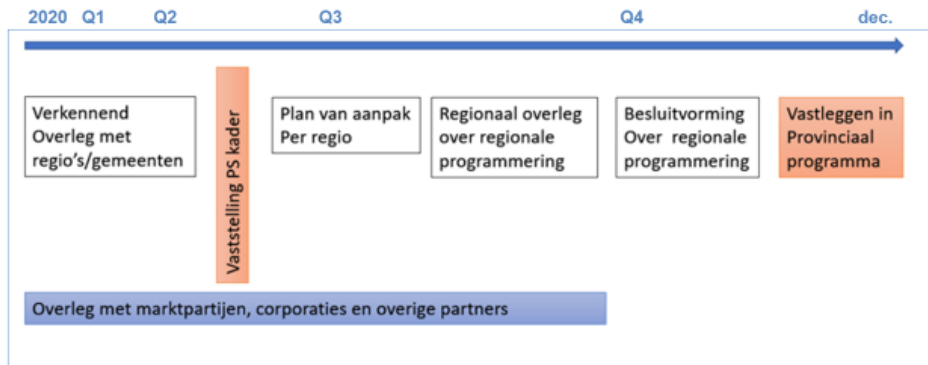 2020 Q1 Q2 Q3 Q4 dec.
Verkennend
Overleg met
regio's/gemeenten
Vaststelling PS kader
Plan van aanpak
Per regio
Regionaal overleg
over regionale
programmering
Besluitvorming
Over regionale
programmering
Vastleggen in
Provinciaal
programma
Overleg met marktpartijen, corporaties en overige partners